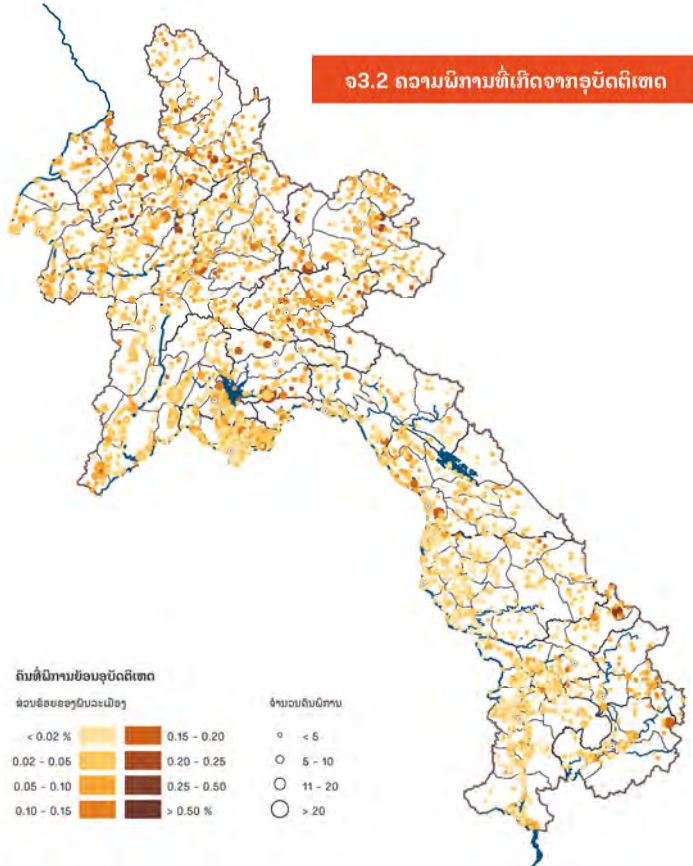 ຈ3.2 ຄວາມພິການທີ່ເກີດຈາກອຸບັດຕິເຫດ
ຄົນທີ່ພິການຍ້ອນອຸບັດຕິເຫດ
ສ່ວນຮ້ອຍຂອງພົນລະເມືອງ
< 0.02 %
0.02 - 0.05
0.05 - 0.10
0.10 - 0.15
0.15 - 0.20
0.20 - 0.25
0.25 - 0.50
> 0.50 %
ຈຳນວນຄົນພິການ
< 5
5 - 10
11 - 20
> 20